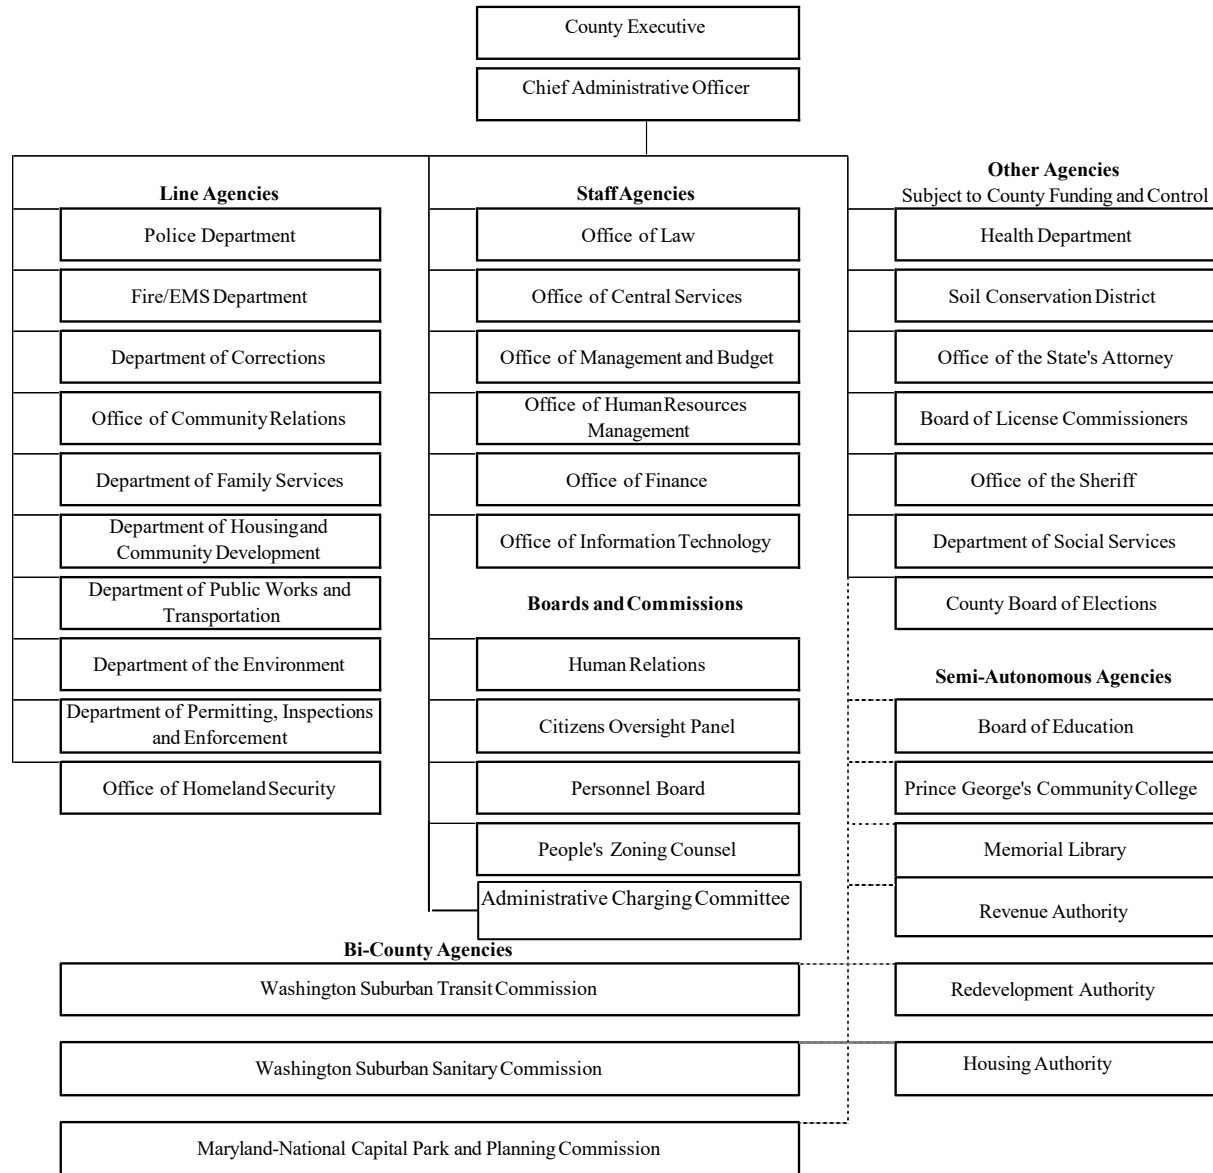 County Executive
Chief Administrative Officer
Line Agencies
Police Department
Fire/EMS Department
Department of Corrections
Office of Community Relations
Department of Family Services
Department of Housing and
Community Development
Department of Public Works and
Transportation
Department of the Environment
Department of Permitting, Inspections
and Enforcement
Office of Homeland Security
Staff Agencies
Office of Law
Office of Central Services
Office of Management and Budget
Office of Human Resources
Management
Office of Finance
Office of Information Technology
Boards and Commissions
Human Relations
Citizens Oversight Panel
Personnel Board
People's Zoning Counsel
Administrative Charging Committee
Other Agencies
Subject to County Funding and Control
Health Department
Soil Conservation District
Office of the State's Attorney
Board of License Commissioners
Office of the Sheriff
Department of Social Services
County Board of Elections
Semi-Autonomous Agencies
Board of Education
Prince George's Community College
Memorial Library
Revenue Authority
Redevelopment Authority
Housing Authority
Bi-County Agencies
Washington Suburban Transit Commission
Washington Suburban Sanitary Commission
Maryland-National Capital Park and Planning Commission